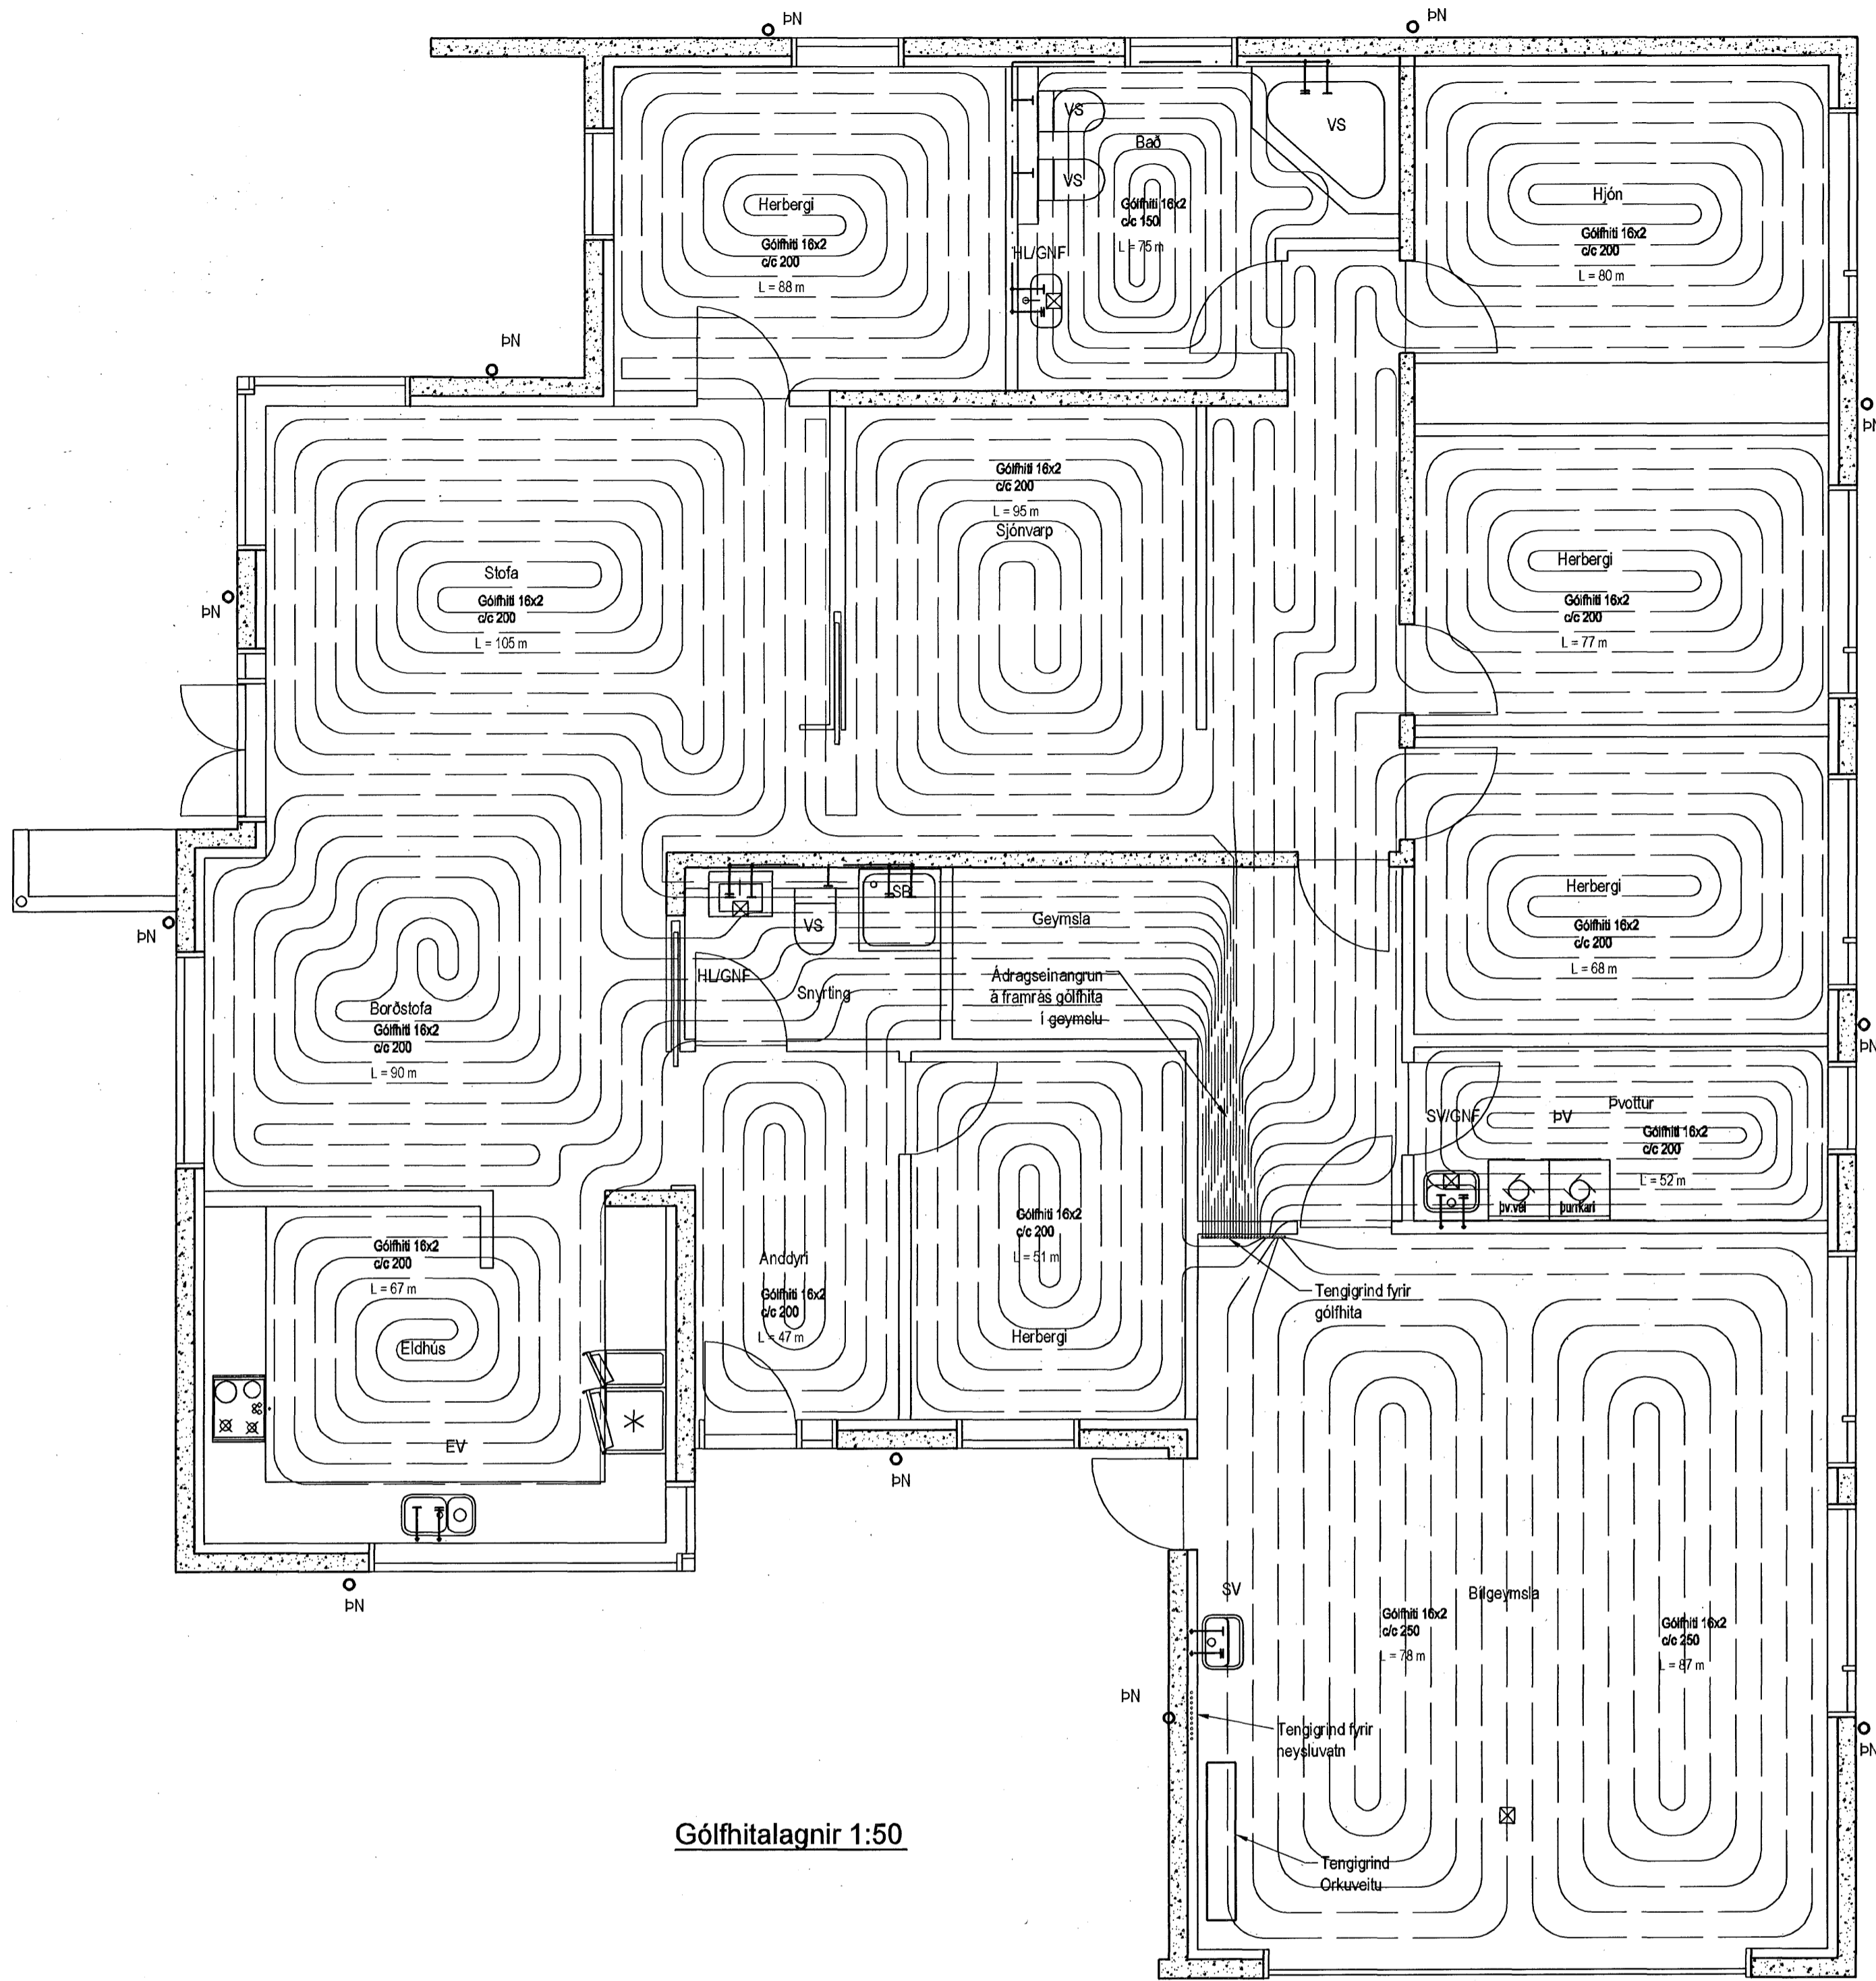 ÞN
ÞN
VS
VS
Bað
VS
Herbergi
Gólfhiti 16x2
c/c 200
L = 88 m
Gólfhiti 16x2
c/c 150
L = 75 m
HL/GNF
Hjón
Gólfhiti 16x2
c/c 200
L = 80 m
ÞN
ÞN
Gólfhiti 16x2
c/c 200
L = 95 m
Sjónvarp
Stofa
Gólfhiti 16x2
c/c 200
L = 105 m
ÞN
Herbergi
Gólfhiti 16x2
c/c 200
L = 77 m
Herbergi
Gólfhiti 16x2
c/c 200
L = 68 m
SB
VS
Geymsla
ÞN
HL/GNF
Snyrting
Ádragseinangrun
á framrás gólfhita
í geymslu
Borðstofa
Gólfhiti 16x2
c/c 200
L = 90 m
ÞN
SV/GNF
ÞV
Þvottur
Gólfhiti 16x2
c/c 200
L = 52 m
þv.vél
þurrkari
Gólfhiti 16x2
c/c 200
L = 67 m
Eldhús
EV
Anddyri
Gólfhiti 16x2
c/c 200
L = 47 m
Gólfhiti 16x2
c/c 200
L = 51 m
Herbergi
Tengigrind fyrir
gólfhita
ÞN
ÞN
SV
Bílgeymsla
Gólfhiti 16x2
c/c 250
L = 78 m
Gólfhiti 16x2
c/c 250
L = 87 m
ÞN
Tengigrind fyrir
neysluvatn
ÞN
Tengigrind
Orkuveitu
Gólfhitalagnir 1:50